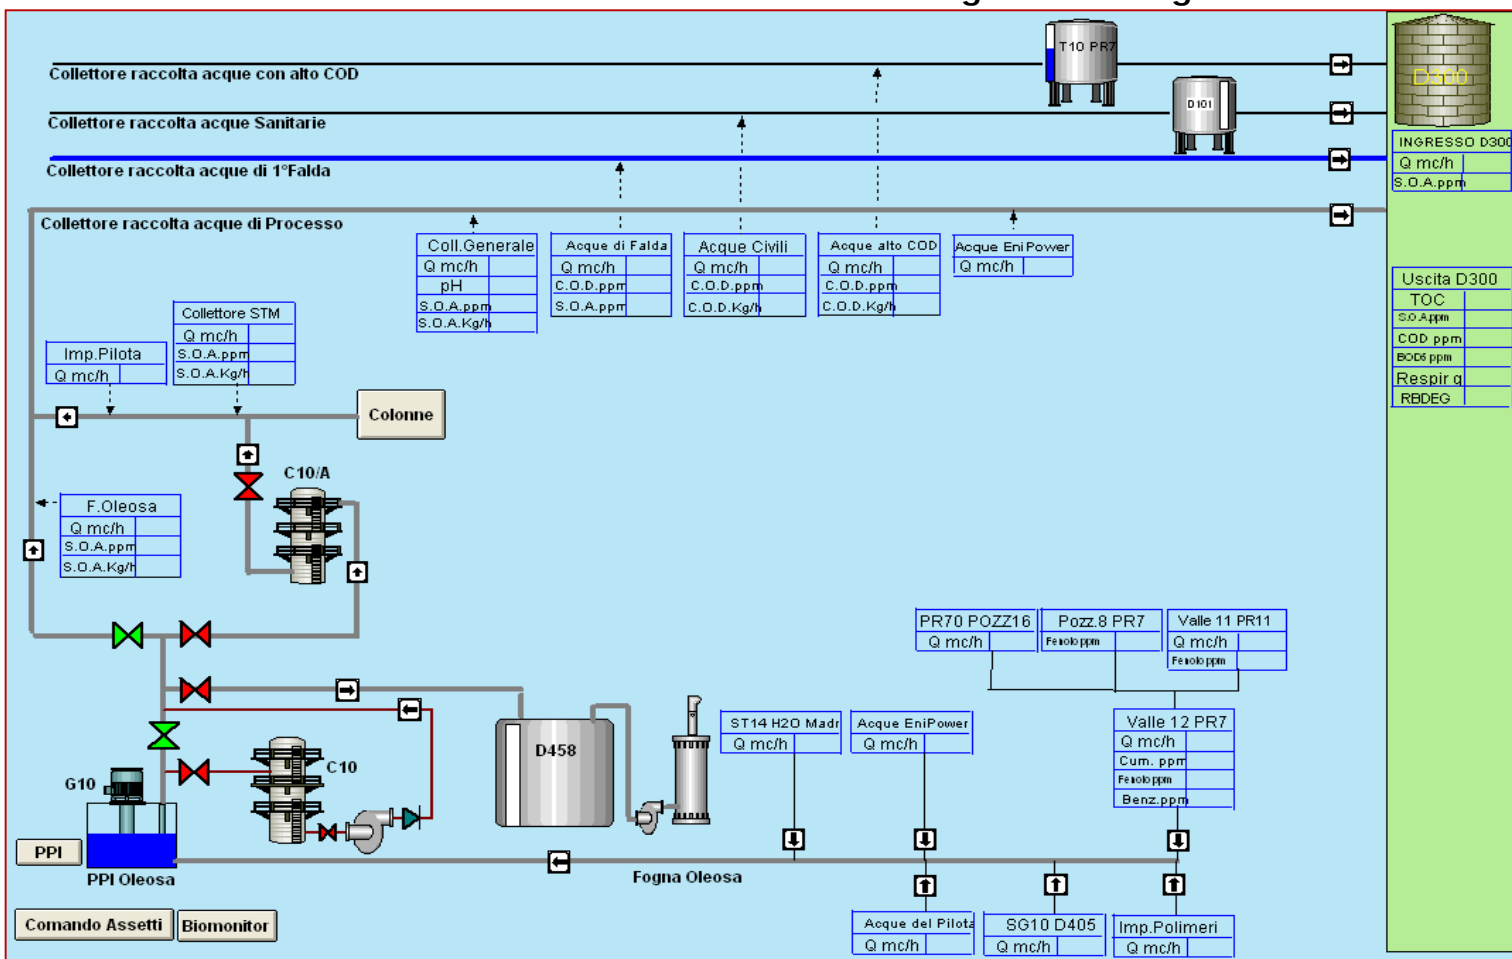 T10 PR7
D300
Collettore raccolta acque con alto COD
D101
Collettore raccolta acque Sanitarie
INGRESSO D300
Q mc/h
S.O.A.ppm
Collettore raccolta acque di 1°Falda
Collettore raccolta acque di Processo
Coll.Generale
Q mc/h
pH
S.O.A.ppm
S.O.A.Kg/h
Acque di Falda
Q mc/h
C.O.D.ppm
S.O.A.ppm
Acque Civili
Q mc/h
C.O.D.ppm
C.O.D.Kg/h
Acque alto COD
Q mc/h
C.O.D.ppm
C.O.D.Kg/h
Acque EniPower
Q mc/h
Uscita D300
TOC
S.O.A.ppm
COD ppm
BOD5 ppm
Respir g
RBDEG
Collettore STM
Q mc/h
S.O.A.ppm
S.O.A.Kg/h
Imp.Pilota
Q mc/h
Colonne
C10/A
F.Oleosa
Q mc/h
S.O.A.ppm
S.O.A.Kg/h
PR70 POZZ16
Q mc/h
Pozz.8 PR7
Fenolo ppm
Valle 11 PR11
Q mc/h
Fenolo ppm
ST14 H2O Madr
Q mc/h
Acque EniPower
Q mc/h
Valle 12 PR7
Q mc/h
Cum. ppm
Fenolo ppm
Benz.ppm
D458
C10
G10
PPI
PPI Oleosa
Fogna Oleosa
Comando Assetti
Biomonitor
Acque del Pilota
Q mc/h
SG10 D405
Q mc/h
Imp.Polimeri
Q mc/h